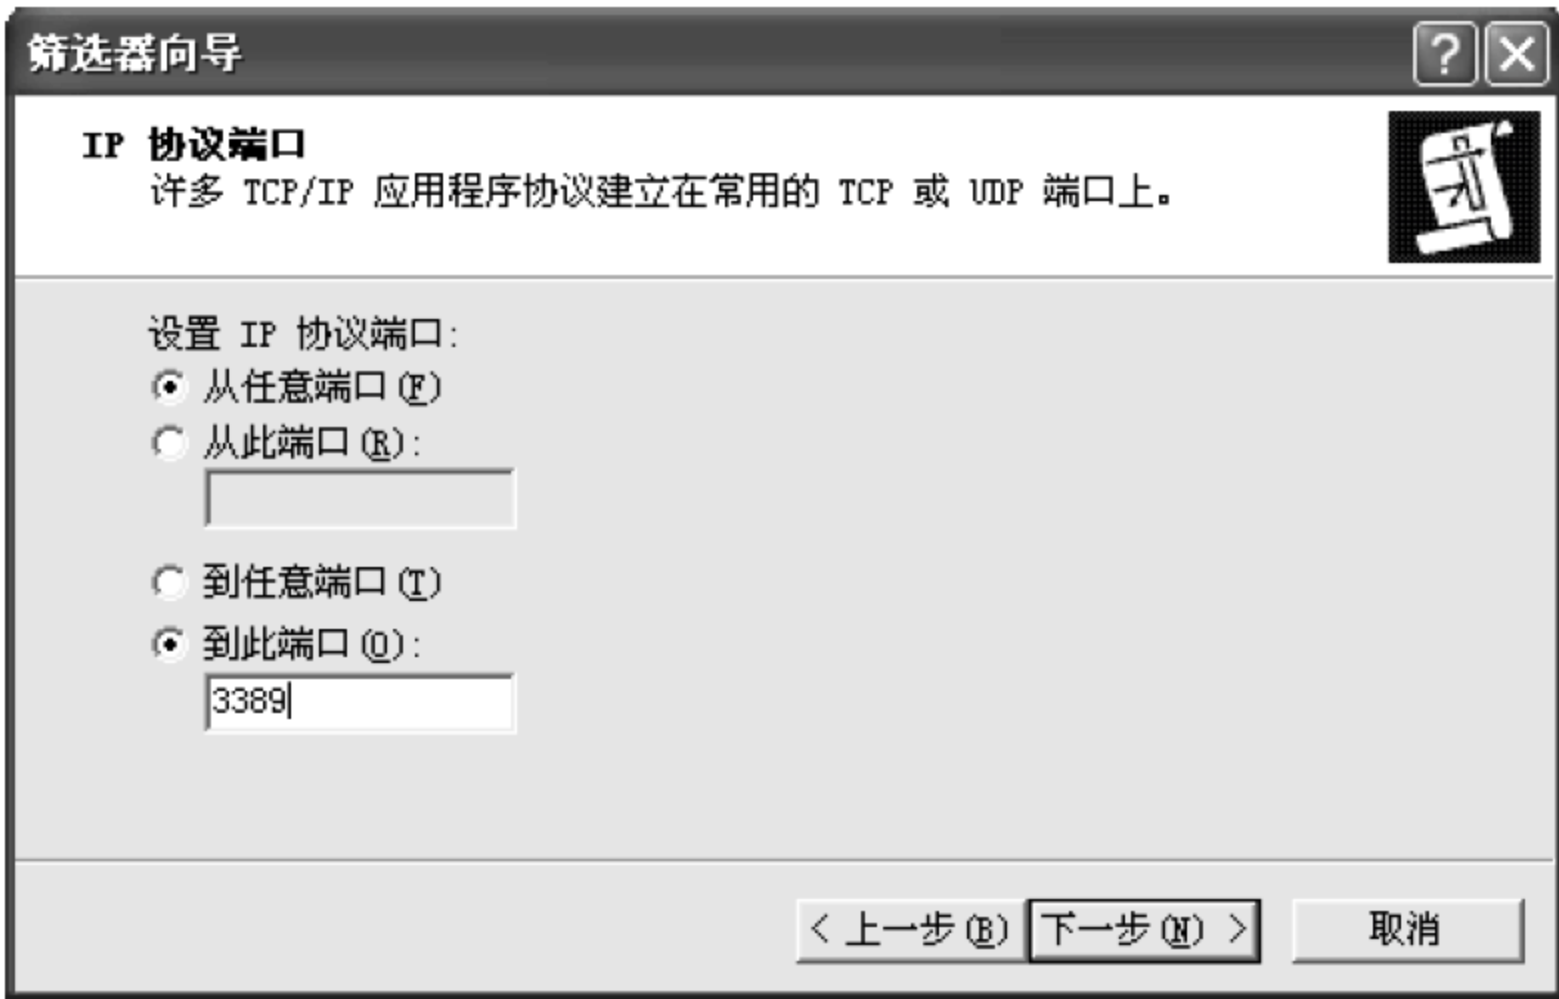 筛选器向导
IP 协议端口
许多 TCP/IP 应用程序协议建立在常用的 TCP 或 UDP 端口上。
设置 IP 协议端口:
从任意端口(F)
从此端口(R):
到任意端口(T)
到此端口(O):
3389
< 上一步(B) 下一步(N) > 取消